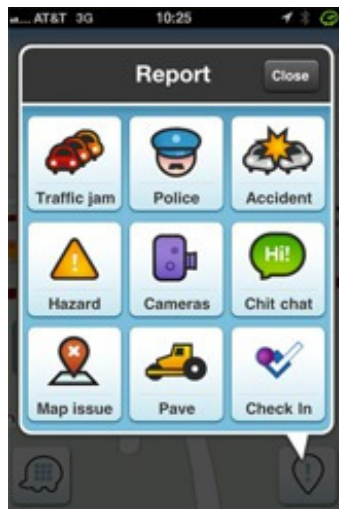 AT&T 3G 10:25
Report Close
Traffic jam Police Accident
Hazard Cameras Hi! Chit chat
Map issue Pave Check In